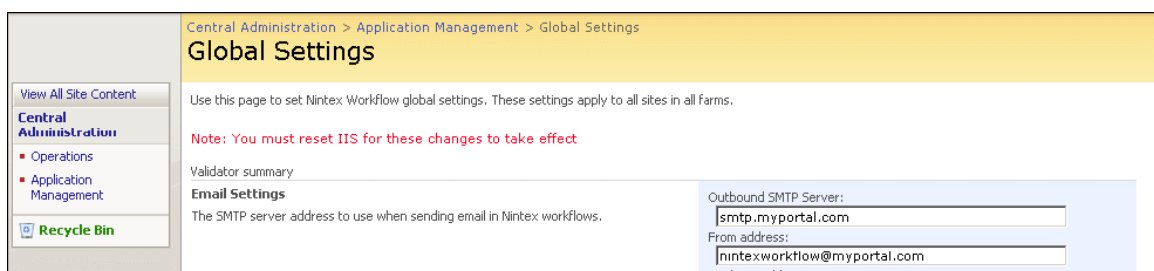 Central Administration > Application Management > Global Settings
Global Settings
View All Site Content
Central
Administration
Operations
Application
Management
Recycle Bin
Use this page to set Nintex Workflow global settings. These settings apply to all sites in all farms.
Note: You must reset IIS for these changes to take effect
Validator summary
Email Settings
The SMTP server address to use when sending email in Nintex workflows.
Outbound SMTP Server:
smtp.myportal.com
From address:
nintexworkflow@myportal.com